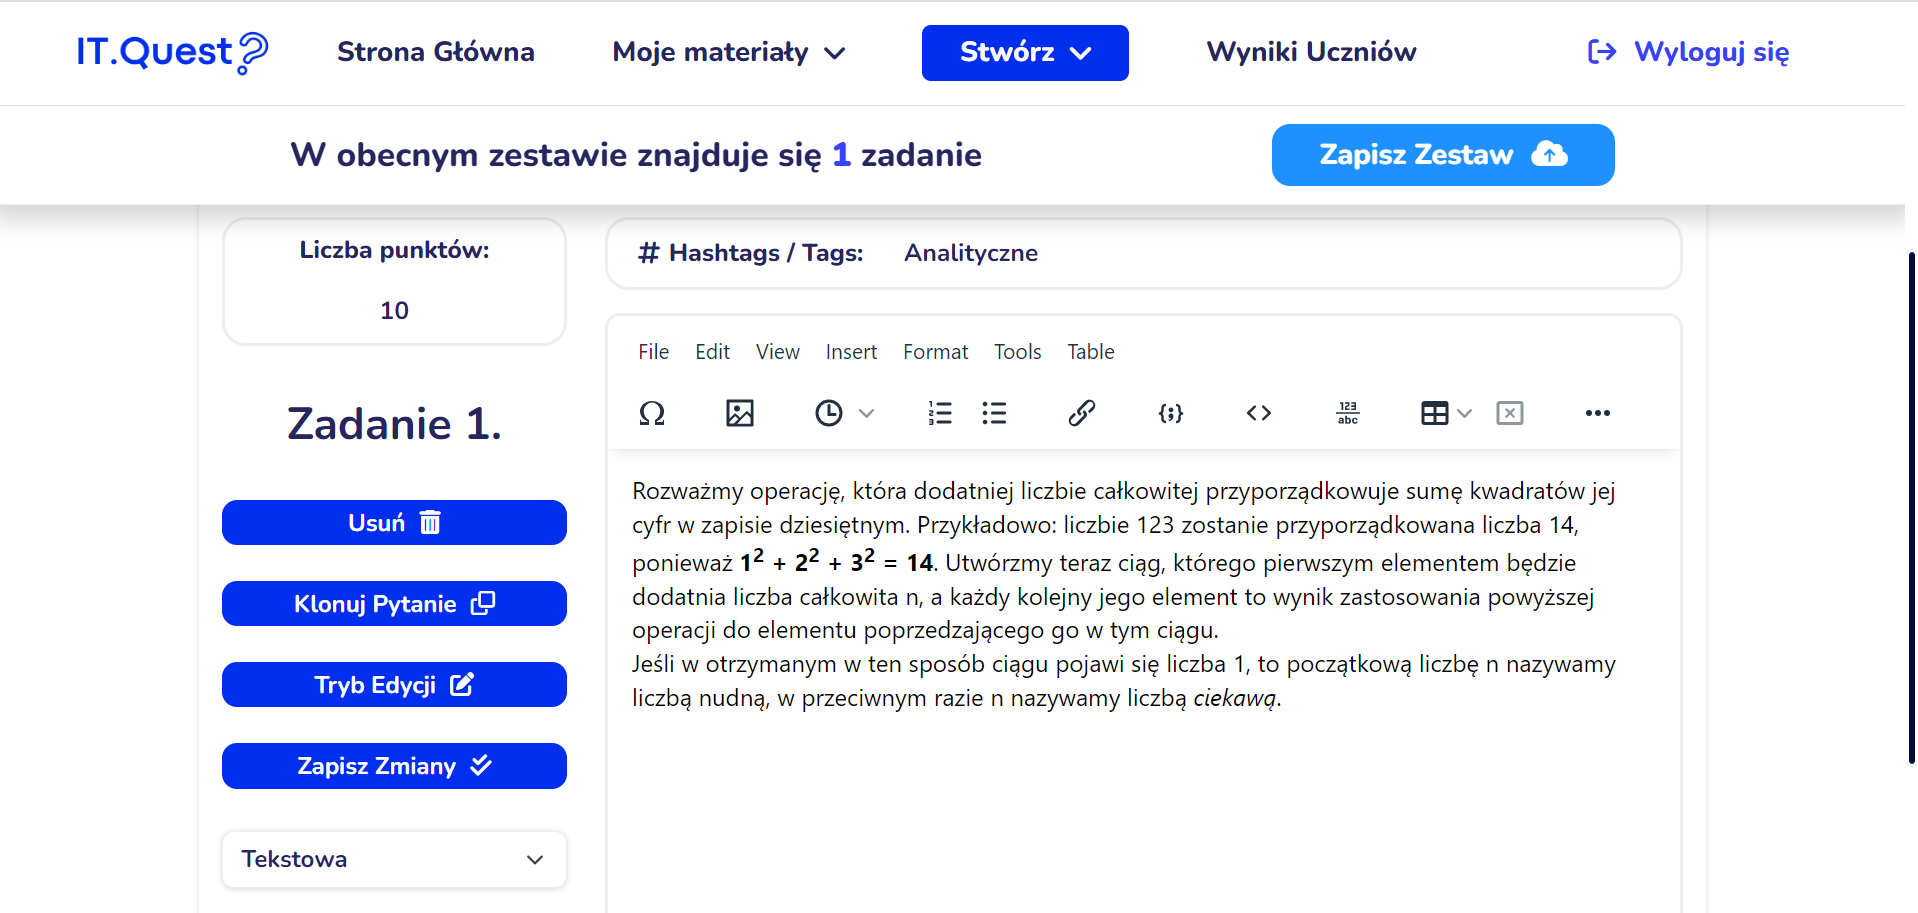 IT.Quest?
Strona Główna
Moje materiały
Stwórz
Wyniki Uczniów
Wyloguj się
W obecnym zestawie znajduje się 1 zadanie
Zapisz Zestaw
Liczba punktów:
10
# Hashtags / Tags: Analityczne
Zadanie 1.
Usuń
Klonuj Pytanie
Tryb Edycji
Zapisz Zmiany
Tekstowa
File Edit View Insert Format Tools Table
Ω
1
2
3
{;}
<>
123
abc
Rozważmy operację, która dodatniej liczbie całkowitej przyporządkowuje sumę kwadratów jej
cyfr w zapisie dziesiętnym. Przykładowo: liczbie 123 zostanie przyporządkowana liczba 14,
ponieważ 1² + 2² + 3² = 14. Utwórzmy teraz ciąg, którego pierwszym elementem będzie
dodatnia liczba całkowita n, a każdy kolejny jego element to wynik zastosowania powyższej
operacji do elementu poprzedzającego go w tym ciągu.
Jeśli w otrzymanym w ten sposób ciągu pojawi się liczba 1, to początkową liczbę n nazywamy
liczbą nudną, w przeciwnym razie n nazywamy liczbą ciekawą.